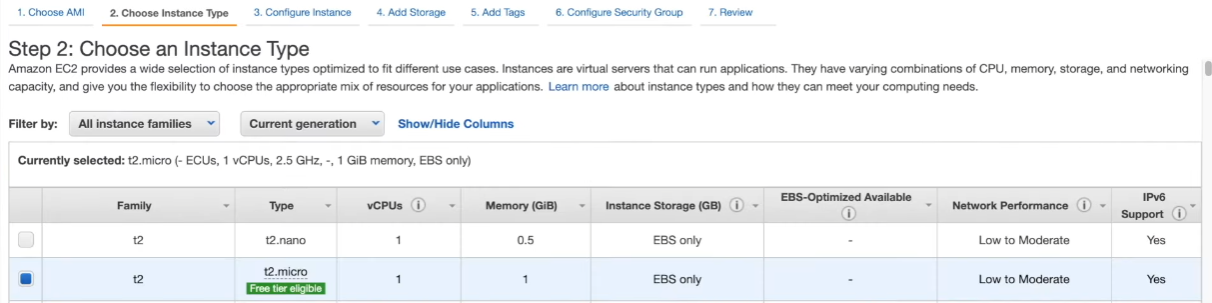 1. Choose AMI 2. Choose Instance Type 3. Configure Instance 4. Add Storage 5. Add Tags 6. Configure Security Group 7. Review
Step 2: Choose an Instance Type
Amazon EC2 provides a wide selection of instance types optimized to fit different use cases. Instances are virtual servers that can run applications. They have varying combinations of CPU, memory, storage, and networking
capacity, and give you the flexibility to choose the appropriate mix of resources for your applications. Learn more about instance types and how they can meet your computing needs.
Filter by: All instance families Current generation Show/Hide Columns
Currently selected: t2.micro (- ECUs, 1 vCPUs, 2.5 GHz, -, 1 GiB memory, EBS only)
Family Type vCPUs i Memory (GiB) Instance Storage (GB) i EBS-Optimized Available i Network Performance i IPv6 Support i
t2 t2.nano 1 0.5 EBS only - Low to Moderate Yes
t2 t2.micro 1 1 EBS only - Low to Moderate Yes
Free tier eligible